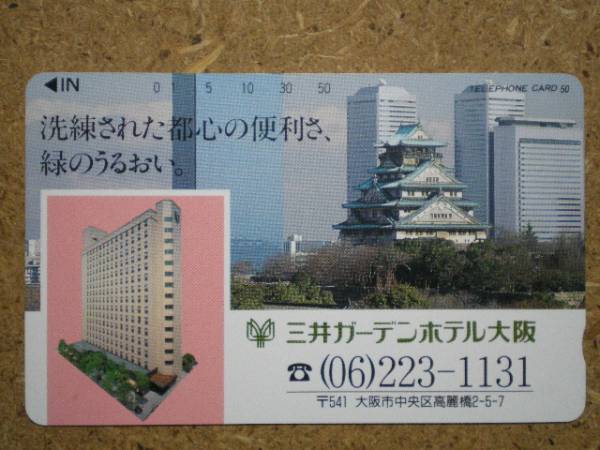 ◀IN 0 1 5 10 30 50 TELEPHONE CARD 50
洗練された都心の便利さ、
緑のうるおい。
三井ガーデンホテル大阪
☎(06)223-1131
〒541 大阪市中央区高麗橋2-5-7